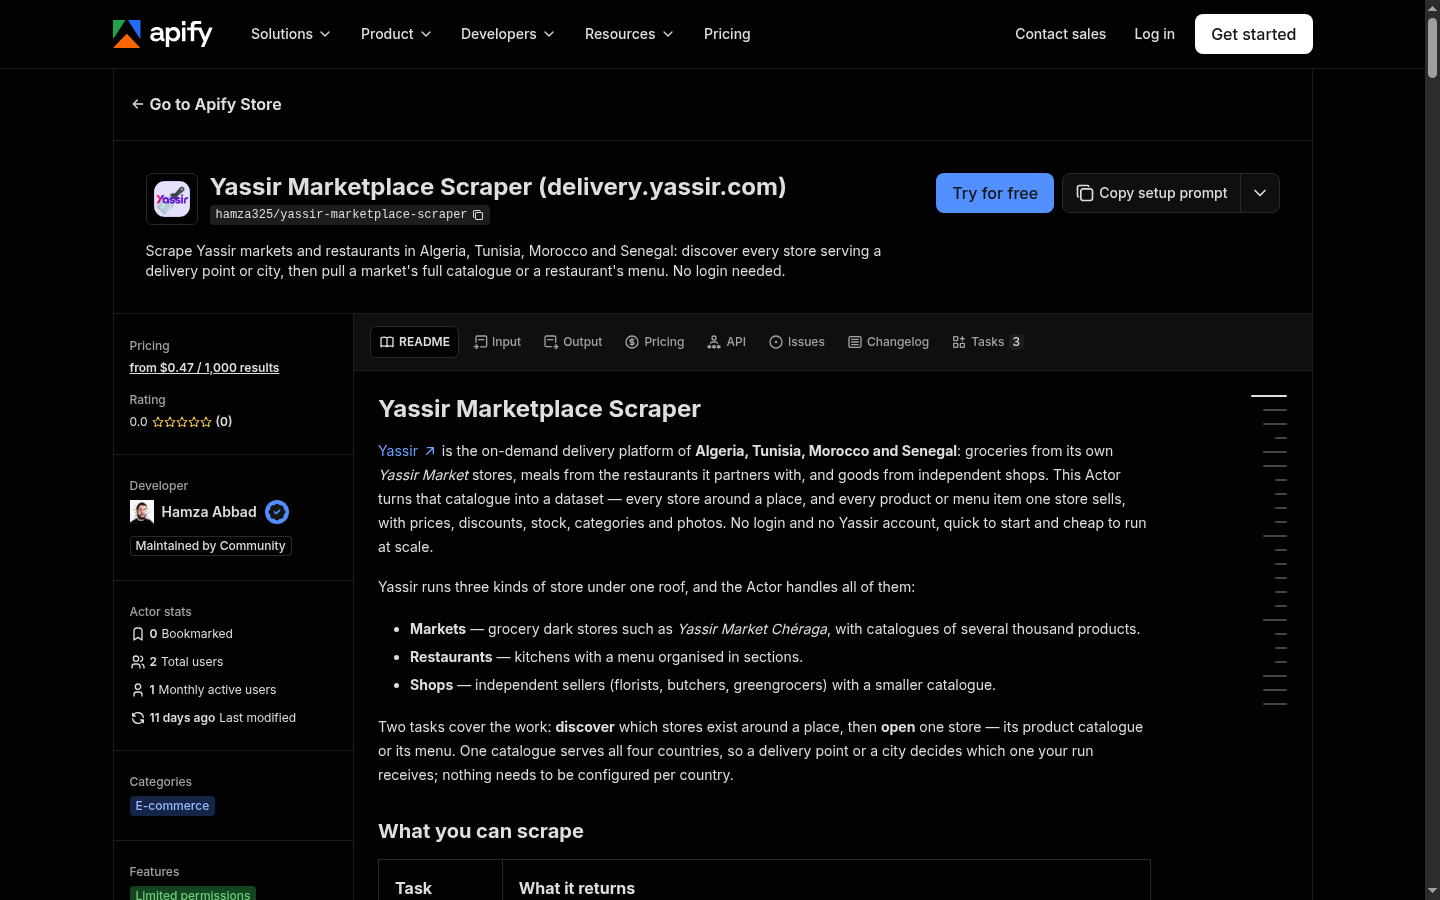 apify
Solutions
Product
Developers
Resources
Pricing
Contact sales
Log in
Get started
Go to Apify Store
Yassir
Yassir Marketplace Scraper (delivery.yassir.com)
hamza325/yassir-marketplace-scraper
Try for free
Copy setup prompt
Scrape Yassir markets and restaurants in Algeria, Tunisia, Morocco and Senegal: discover every store serving a
delivery point or city, then pull a market's full catalogue or a restaurant's menu. No login needed.
Pricing
from $0.47 / 1,000 results
Rating
0.0 (0)
Developer
Hamza Abbad
Maintained by Community
Actor stats
0 Bookmarked
2 Total users
1 Monthly active users
11 days ago Last modified
Categories
E-commerce
Features
Limited permissions
README
Input
Output
Pricing
API
Issues
Changelog
Tasks 3
Yassir Marketplace Scraper
Yassir is the on-demand delivery platform of Algeria, Tunisia, Morocco and Senegal: groceries from its own
Yassir Market stores, meals from the restaurants it partners with, and goods from independent shops. This Actor
turns that catalogue into a dataset — every store around a place, and every product or menu item one store sells,
with prices, discounts, stock, categories and photos. No login and no Yassir account, quick to start and cheap to run
at scale.
Yassir runs three kinds of store under one roof, and the Actor handles all of them:
• Markets — grocery dark stores such as Yassir Market Chéraga, with catalogues of several thousand products.
• Restaurants — kitchens with a menu organised in sections.
• Shops — independent sellers (florists, butchers, greengrocers) with a smaller catalogue.
Two tasks cover the work: discover which stores exist around a place, then open one store — its product catalogue
or its menu. One catalogue serves all four countries, so a delivery point or a city decides which one your run
receives; nothing needs to be configured per country.
What you can scrape
Task
What it returns